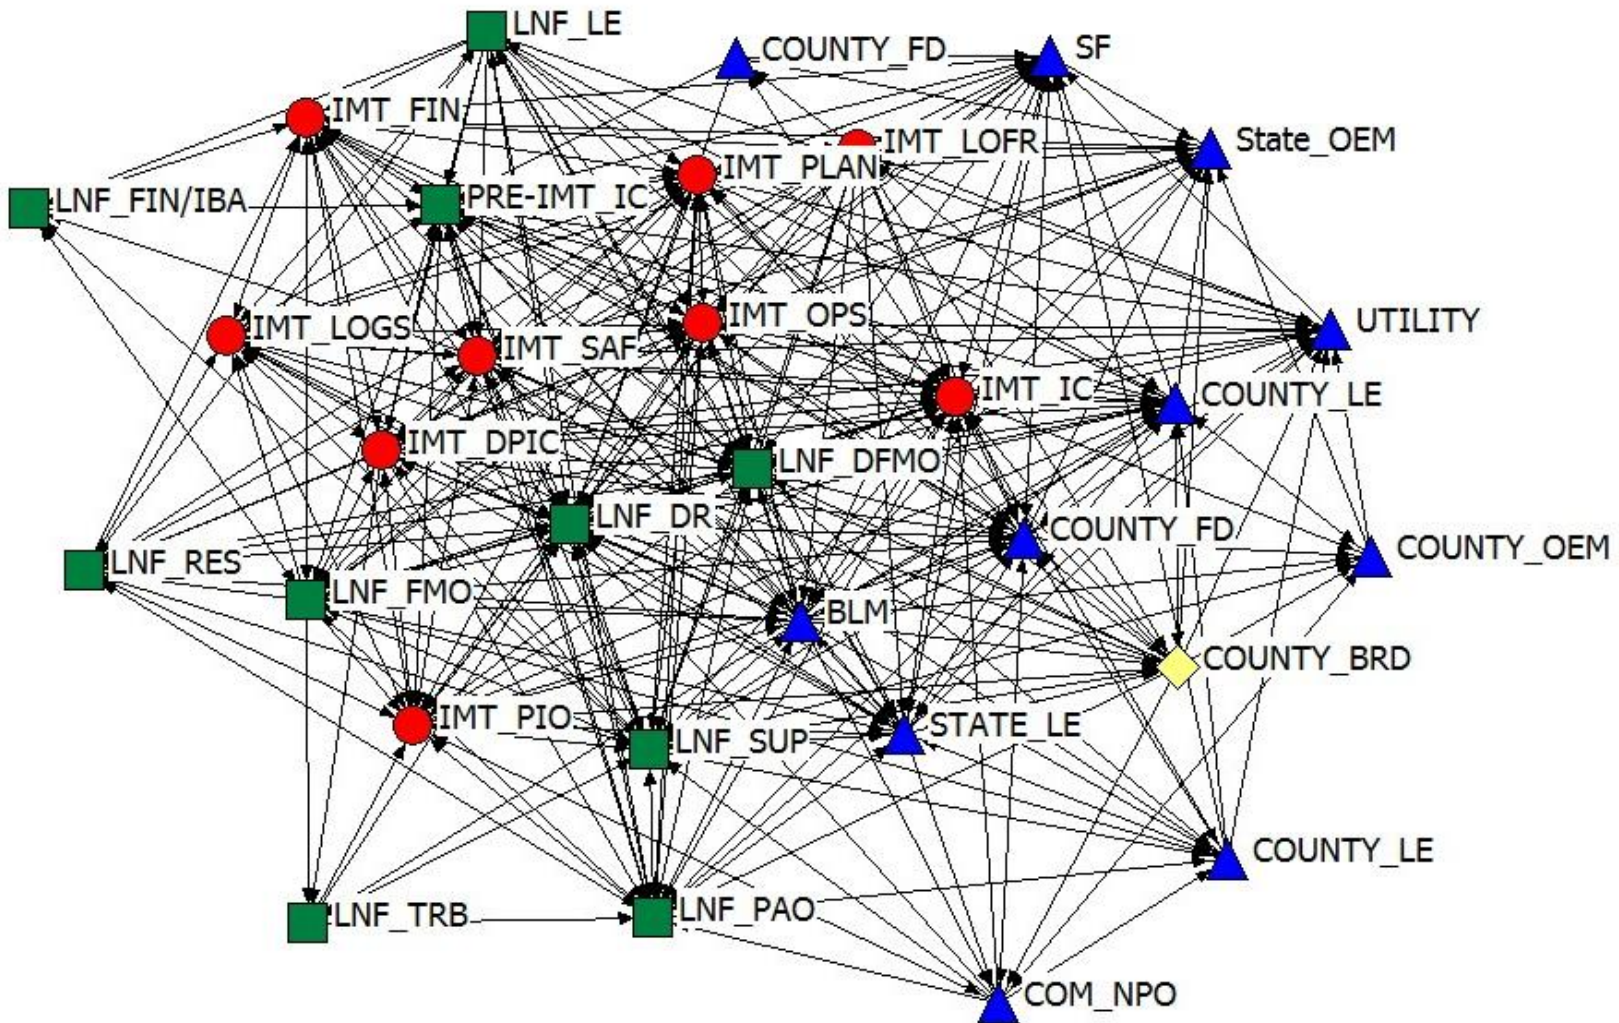 LNF_LE
COUNTY_FD
SF
IMT_FIN
IMT_LOFR
State_OEM
IMT_PLAN
LNF_FIN/IBA
PRE-IMT_IC
IMT_LOGS
IMT_SAF
IMT_OPS
UTILITY
IMT_IC
COUNTY_LE
IMT_DPIC
LNF_DFMO
LNF_DR
COUNTY_FD
COUNTY_OEM
LNF_RES
LNF_FMO
BLM
COUNTY_BRD
IMT_PIO
LNF_SUP
STATE_LE
COUNTY_LE
LNF_TRB
LNF_PAO
COM_NPO